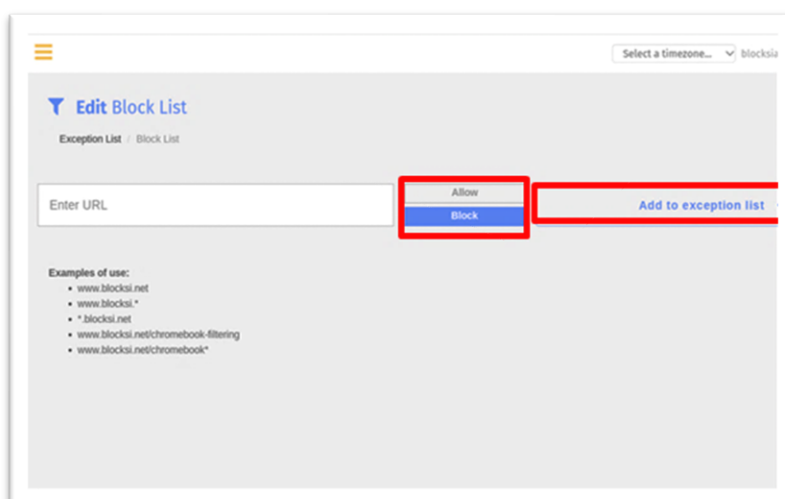 Select a timezone... blocksia
Edit Block List
Exception List / Block List
Enter URL
Allow
Block
Add to exception list
Examples of use:
www.blocksi.net
www.blocksi.*
*.blocksi.net
www.blocksi.net/chromebook-filtering
www.blocksi.net/chromebook*